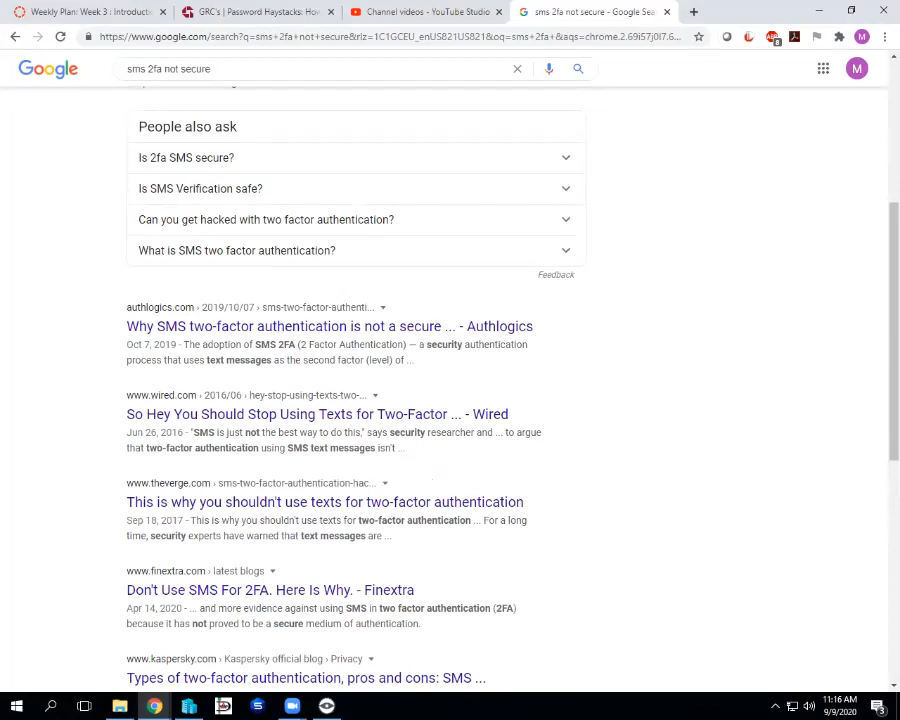 Weekly Plan: Week 3 : Introducti
GRC's | Password Haystacks: How
Channel videos - YouTube Studio
sms 2fa not secure - Google Sea
https://www.google.com/search?q=sms+2fa+not+secure&rlz=1C1GCEU_enUS821US821&oq=sms+2fa+&aqs=chrome.2.69i57j0l7.6...
8
M
Google
sms 2fa not secure
M
People also ask
Is 2fa SMS secure?
Is SMS Verification safe?
Can you get hacked with two factor authentication?
What is SMS two factor authentication?
Feedback
authlogics.com › 2019/10/07 › sms-two-factor-authenti...
Why SMS two-factor authentication is not a secure ... - Authlogics
Oct 7, 2019 - The adoption of SMS 2FA (2 Factor Authentication) — a security authentication
process that uses text messages as the second factor (level) of ...
www.wired.com › 2016/06 › hey-stop-using-texts-two-...
So Hey You Should Stop Using Texts for Two-Factor ... - Wired
Jun 26, 2016 - "SMS is just not the best way to do this," says security researcher and ... to argue
that two-factor authentication using SMS text messages isn't ...
www.theverge.com › sms-two-factor-authentication-hac...
This is why you shouldn't use texts for two-factor authentication
Sep 18, 2017 - This is why you shouldn't use texts for two-factor authentication ... For a long
time, security experts have warned that text messages are ...
www.finextra.com › latest blogs
Don't Use SMS For 2FA. Here Is Why. - Finextra
Apr 14, 2020 - ... and more evidence against using SMS in two factor authentication (2FA)
because it has not proved to be a secure medium of authentication.
www.kaspersky.com › Kaspersky official blog › Privacy
Types of two-factor authentication, pros and cons: SMS ...
11:16 AM
9/9/2020
3